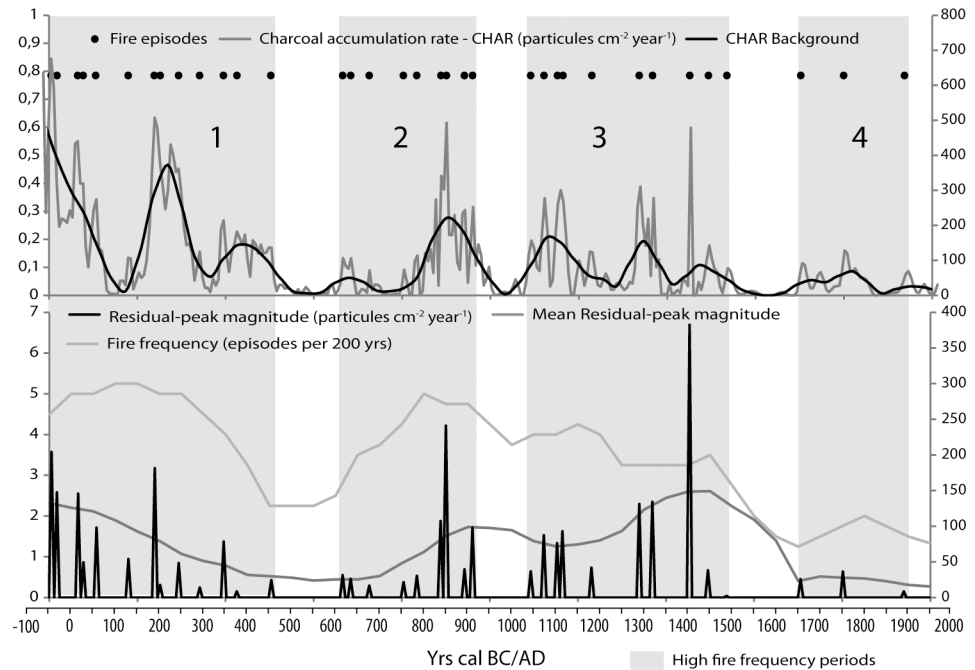 1 0,9 0,8 0,7 0,6 0,5 0,4 0,3 0,2 0,1 0
800 700 600 500 400 300 200 100 0
Fire episodes Charcoal accumulation rate - CHAR (particules cm⁻² year⁻¹) CHAR Background
1 2 3 4
7 6 5 4 3 2 1 0
400 350 300 250 200 150 100 50 0
Residual-peak magnitude (particules cm⁻² year⁻¹) Mean Residual-peak magnitude
Fire frequency (episodes per 200 yrs)
-100 0 100 200 300 400 500 600 700 800 900 1000 1100 1200 1300 1400 1500 1600 1700 1800 1900 2000
Yrs cal BC/AD
High fire frequency periods